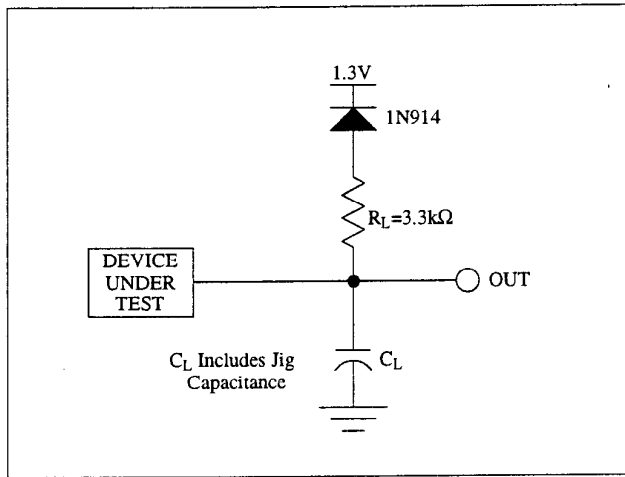 1.3V
1N914
R_L=3.3kΩ
DEVICE
UNDER
TEST
OUT
C_L Includes Jig
Capacitance
C_L